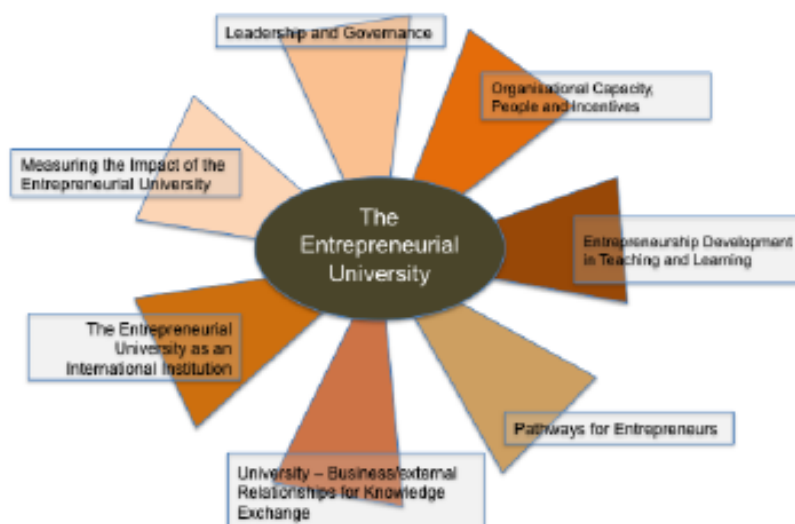 Leadership and Governance
Organisational Capacity,
People and Incentives
Measuring the Impact of the
Entrepreneurial University
The
Entrepreneurial
University
Entrepreneurship Development
in Teaching and Learning
The Entrepreneurial
University as an
International Institution
Pathways for Entrepreneurs
University – Business/external
Relationships for Knowledge
Exchange